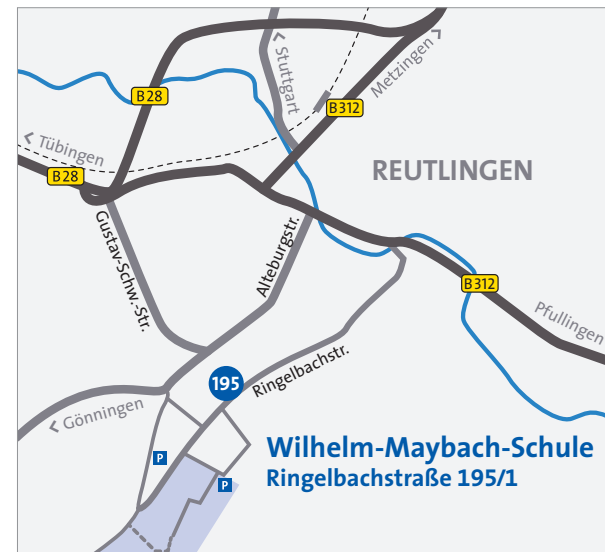 < Stuttgart
Metzingen >
B28
B312
< Tübingen
B28
REUTLINGEN
Gustav-Schw.-Str.
Alteburgstr.
B312
Pfullingen
195
Ringelbachstr.
< Gönningen
P
P
Wilhelm-Maybach-Schule
Ringelbachstraße 195/1